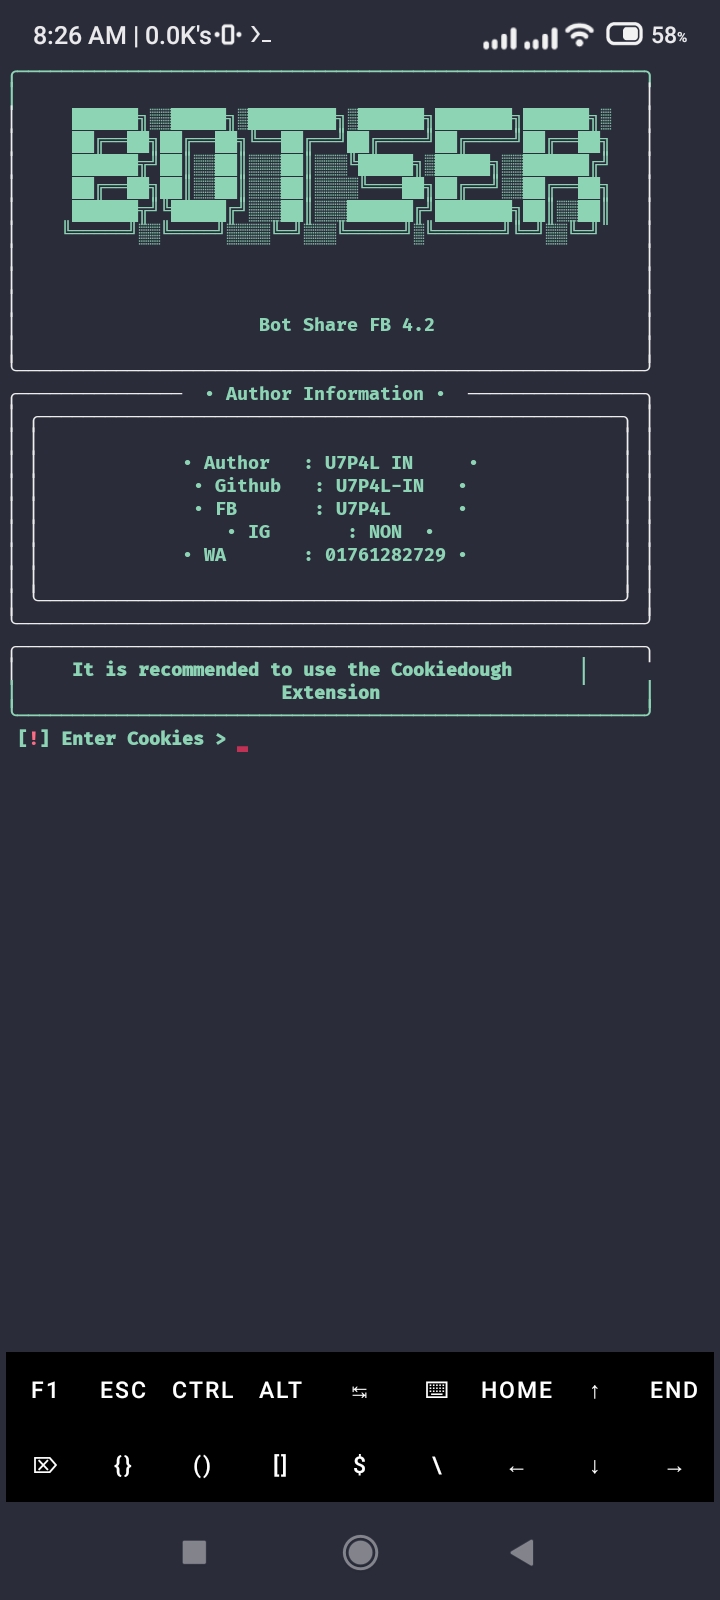 8:26 AM | 0.0K's
58%
BOTSER
Bot Share FB 4.2
• Author Information •
• Author : U7P4L IN •
• Github : U7P4L-IN •
• FB : U7P4L •
• IG : NON •
• WA : 01761282729 •
It is recommended to use the Cookiedough
Extension
[!] Enter Cookies >
F1 ESC CTRL ALT ↹ ⌨ HOME ↑ END
⌦ {} () [] $ \ ← ↓ →